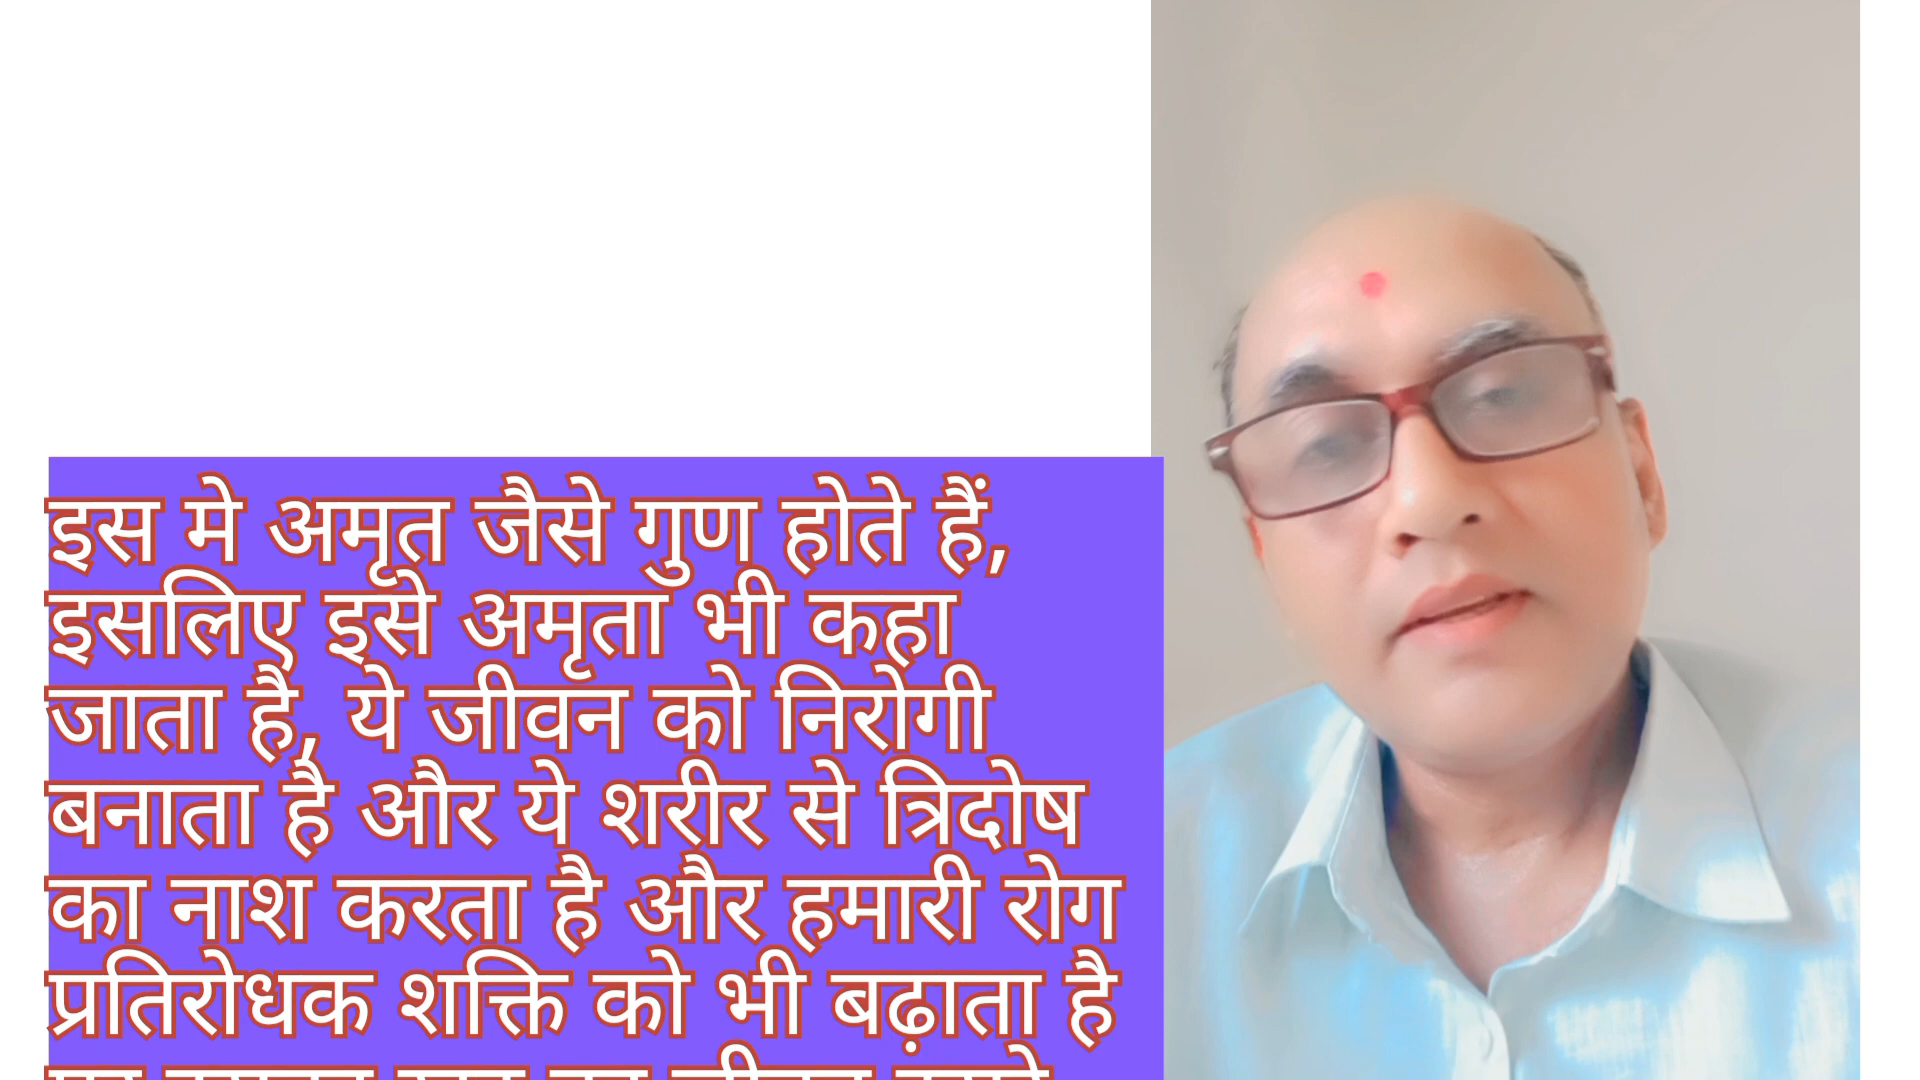 इस मे अमृत जैसे गुण होते हैं,
इसलिए इसे अमृता भी कहा
जाता है, ये जीवन को निरोगी
बनाता है और ये शरीर से त्रिदोष
का नाश करता है और हमारी रोग
प्रतिरोधक शक्ति को भी बढ़ाता है